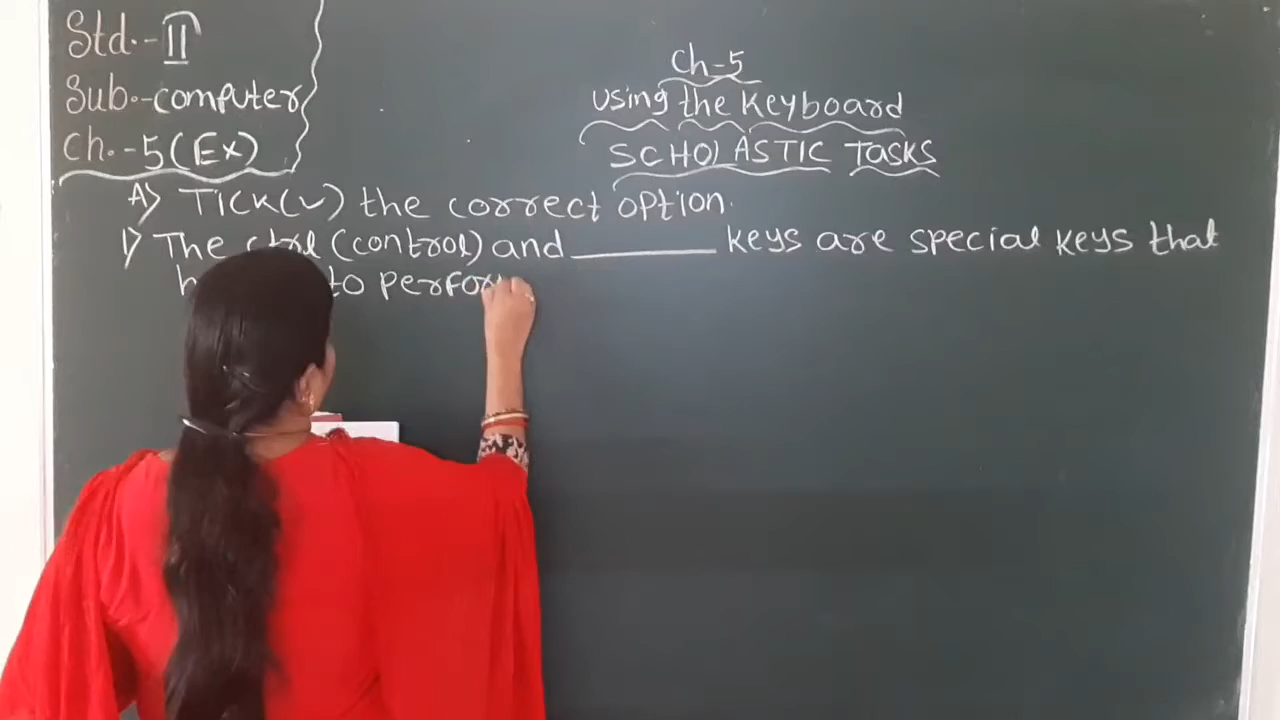 Std.-II
Sub.-computer
Ch.-5(Ex)
Ch-5
using the keyboard
SCHOLASTIC TASKS
A) TICK(✓) the correct option.
1) The ctrl (control) and ______ keys are special keys that
to perfor